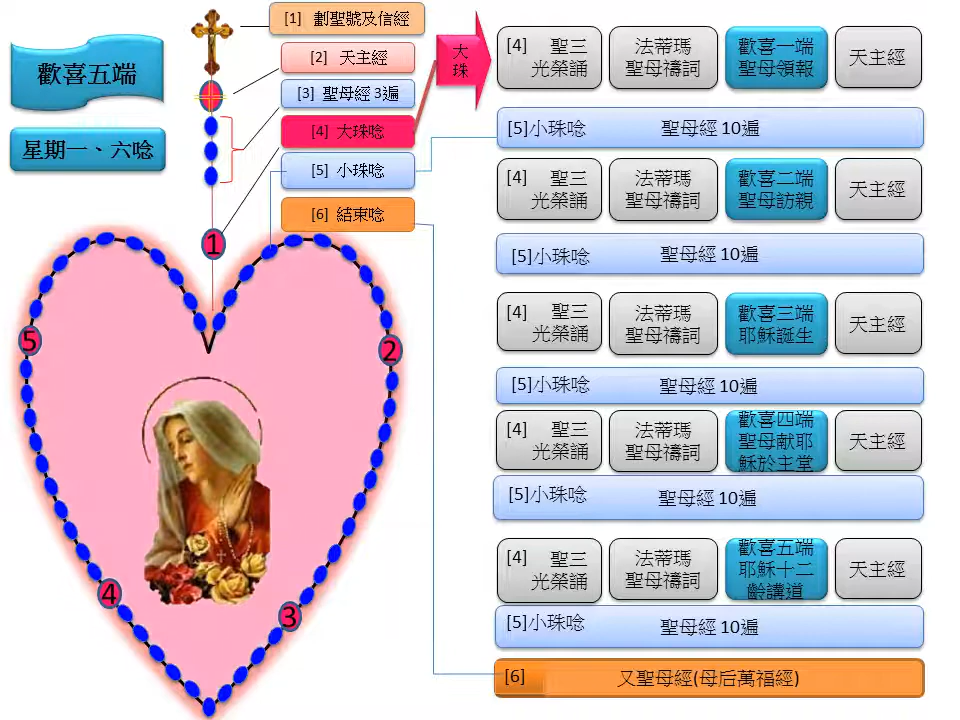 歡喜五端
星期一、六唸
[1] 劃聖號及信經
[2] 天主經
[3] 聖母經 3遍
[4] 大珠唸
[5] 小珠唸
[6] 結束唸
大
珠
1
2
3
4
5
[4] 聖三
光榮誦
法蒂瑪
聖母禱詞
歡喜一端
聖母領報
天主經
[5]小珠唸 聖母經 10遍
[4] 聖三
光榮誦
法蒂瑪
聖母禱詞
歡喜二端
聖母訪親
天主經
[5]小珠唸 聖母經 10遍
[4] 聖三
光榮誦
法蒂瑪
聖母禱詞
歡喜三端
耶穌誕生
天主經
[5]小珠唸 聖母經 10遍
[4] 聖三
光榮誦
法蒂瑪
聖母禱詞
歡喜四端
聖母献耶
穌於主堂
天主經
[5]小珠唸 聖母經 10遍
[4] 聖三
光榮誦
法蒂瑪
聖母禱詞
歡喜五端
耶穌十二
齡講道
天主經
[5]小珠唸 聖母經 10遍
[6] 又聖母經(母后萬福經)